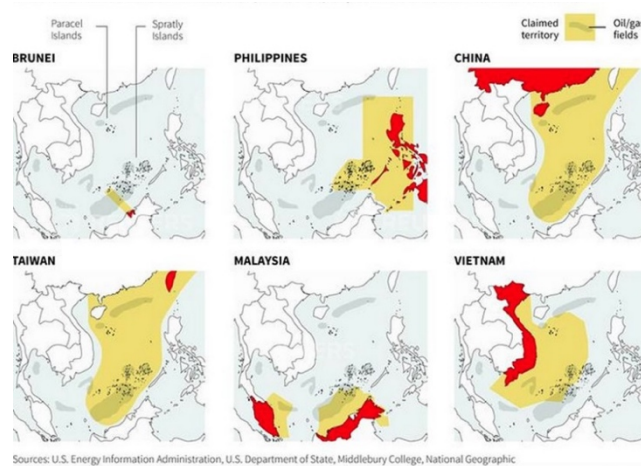 Paracel Islands
Spratly Islands
Claimed territory
Oil/gas fields
BRUNEI
PHILIPPINES
CHINA
TAIWAN
MALAYSIA
VIETNAM
Sources: U.S. Energy Information Administration, U.S. Department of State, Middlebury College, National Geographic